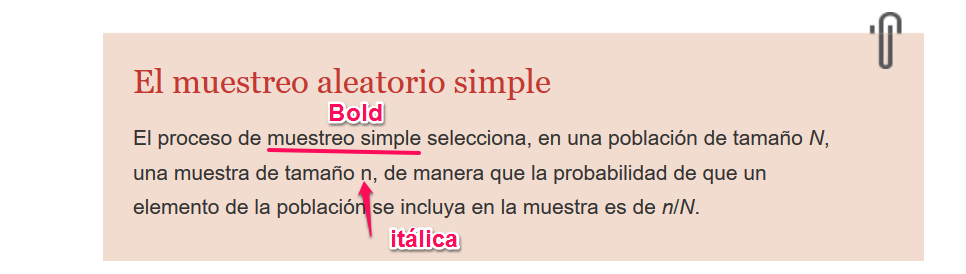 El muestreo aleatorio simple
Bold
El proceso de muestreo simple selecciona, en una población de tamaño N,
una muestra de tamaño n, de manera que la probabilidad de que un
elemento de la población se incluya en la muestra es de n/N.
itálica